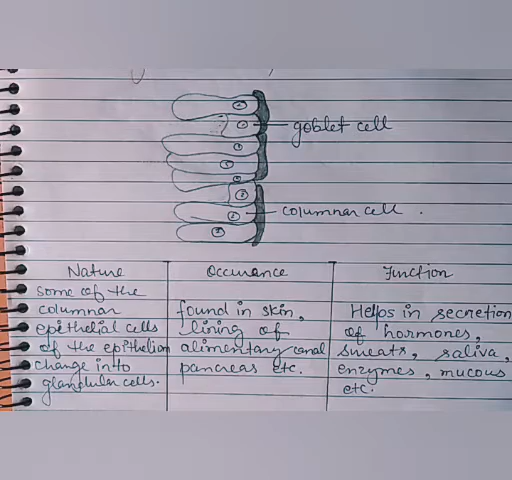 goblet cell
columnar cell .
Nature
Occurance
Function
some of the
columnar
epithelial cells
of the epithelion
change into
glandular cells.
found in skin,
lining of
alimentary canal
pancreas etc.
Helps in secretion
of hormones,
sweats, saliva,
enzymes, mucous
etc.